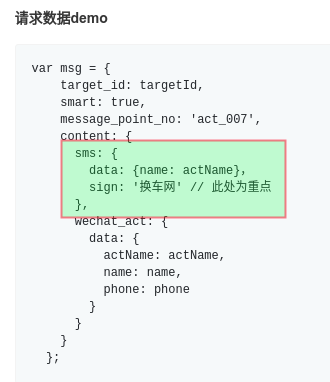 请求数据demo
var msg = {
    target_id: targetId,
    smart: true,
    message_point_no: 'act_007',
    content: {
      sms: {
        data: {name: actName},
        sign: '换车网' // 此处为重点
      },
      wechat_act: {
        data: {
          actName: actName,
          name: name,
          phone: phone
        }
      }
    }
  };